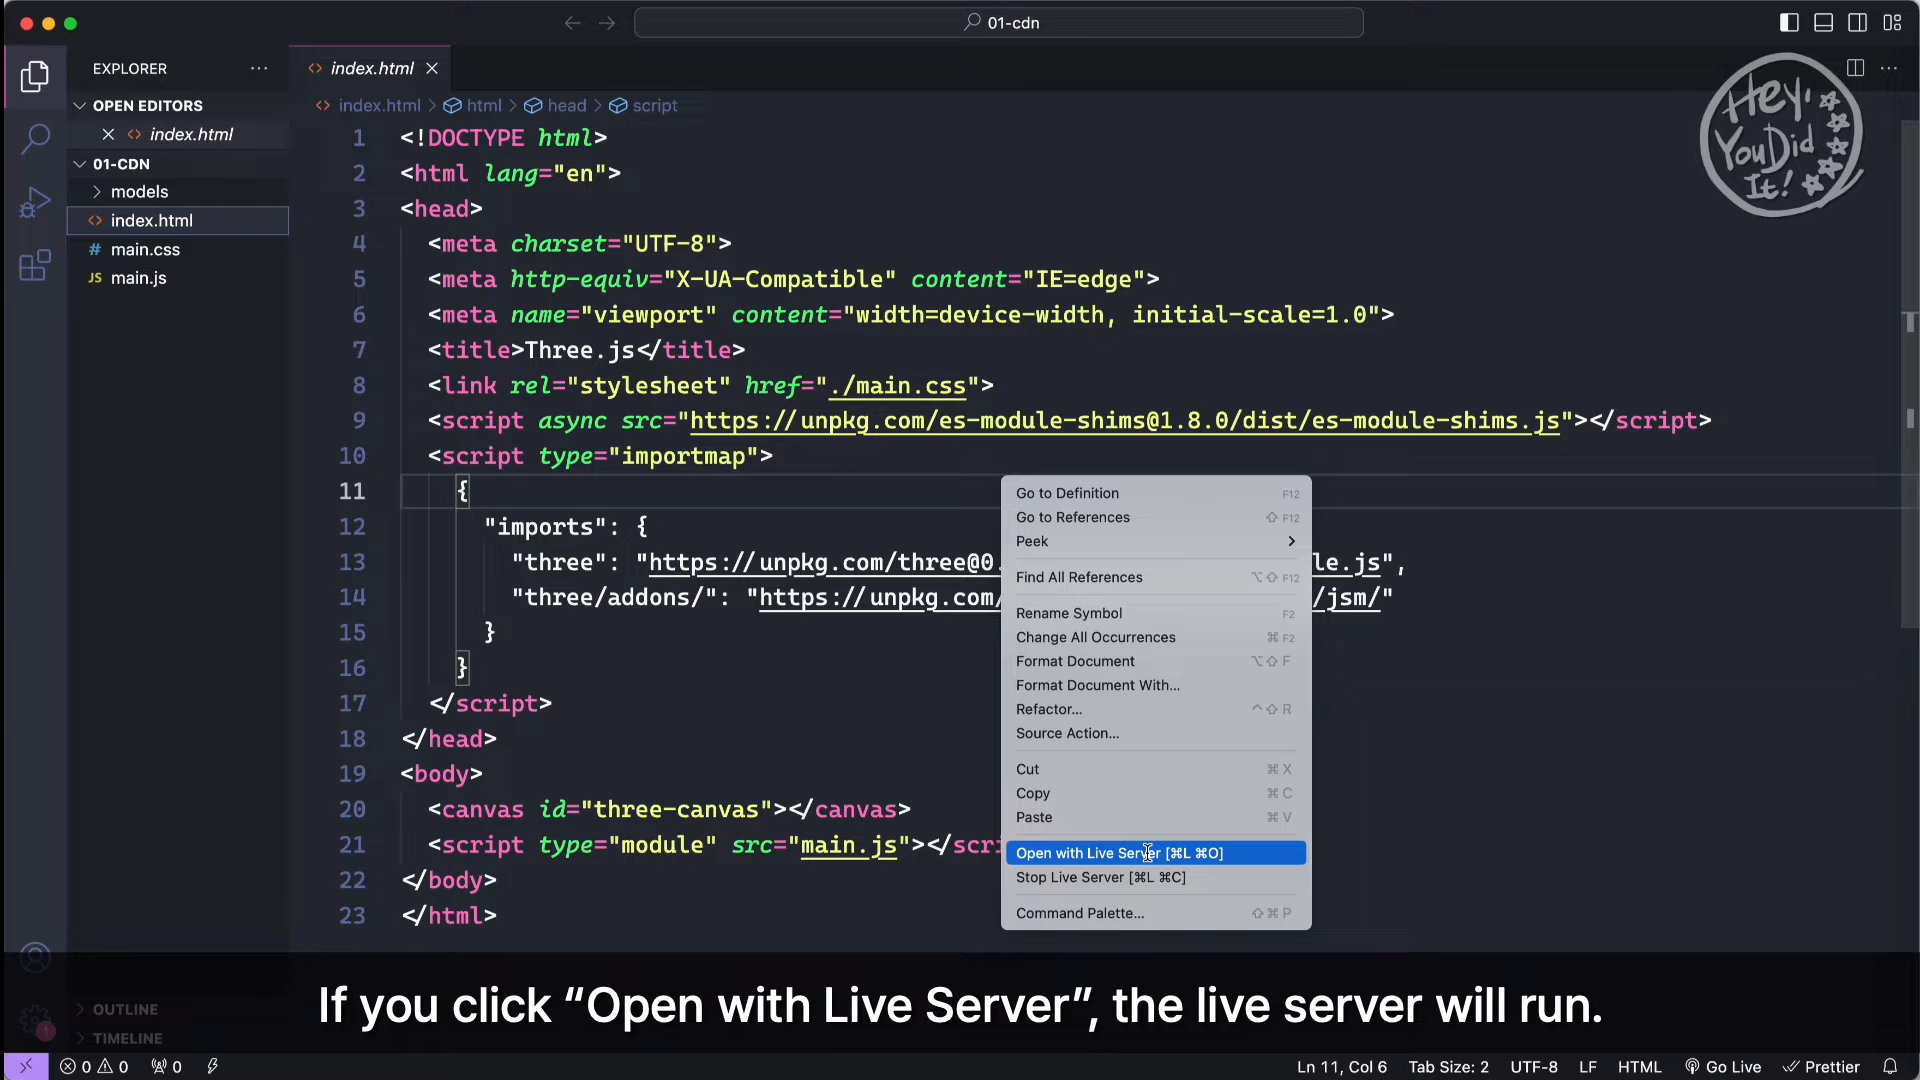 01-cdn
EXPLORER
index.html
Hey!
You Did
It!
OPEN EDITORS
index.html
01-CDN
models
index.html
main.css
JS main.js
index.html > html > head > script
1 <!DOCTYPE html>
2 <html lang="en">
3 <head>
4 <meta charset="UTF-8">
5 <meta http-equiv="X-UA-Compatible" content="IE=edge">
6 <meta name="viewport" content="width=device-width, initial-scale=1.0">
7 <title>Three.js</title>
8 <link rel="stylesheet" href="./main.css">
9 <script async src="https://unpkg.com/es-module-shims@1.8.0/dist/es-module-shims.js"></script>
10 <script type="importmap">
11 {
12 "imports": {
13 "three": "https://unpkg.com/three@0. le.js",
14 "three/addons/": "https://unpkg.com/ /jsm/"
15 }
16 }
17 </script>
18 </head>
19 <body>
20 <canvas id="three-canvas"></canvas>
21 <script type="module" src="main.js"></scri
22 </body>
23 </html>
Go to Definition F12
Go to References ⇧ F12
Peek >
Find All References ⌥⇧ F12
Rename Symbol F2
Change All Occurrences ⌘ F2
Format Document ⌥⇧ F
Format Document With...
Refactor... ^⇧ R
Source Action...
Cut ⌘ X
Copy ⌘ C
Paste ⌘ V
Open with Live Server [⌘L ⌘O]
Stop Live Server [⌘L ⌘C]
Command Palette... ⇧⌘ P
OUTLINE
TIMELINE
1
If you click “Open with Live Server”, the live server will run.
0 0 0 Ln 11, Col 6 Tab Size: 2 UTF-8 LF HTML Go Live Prettier